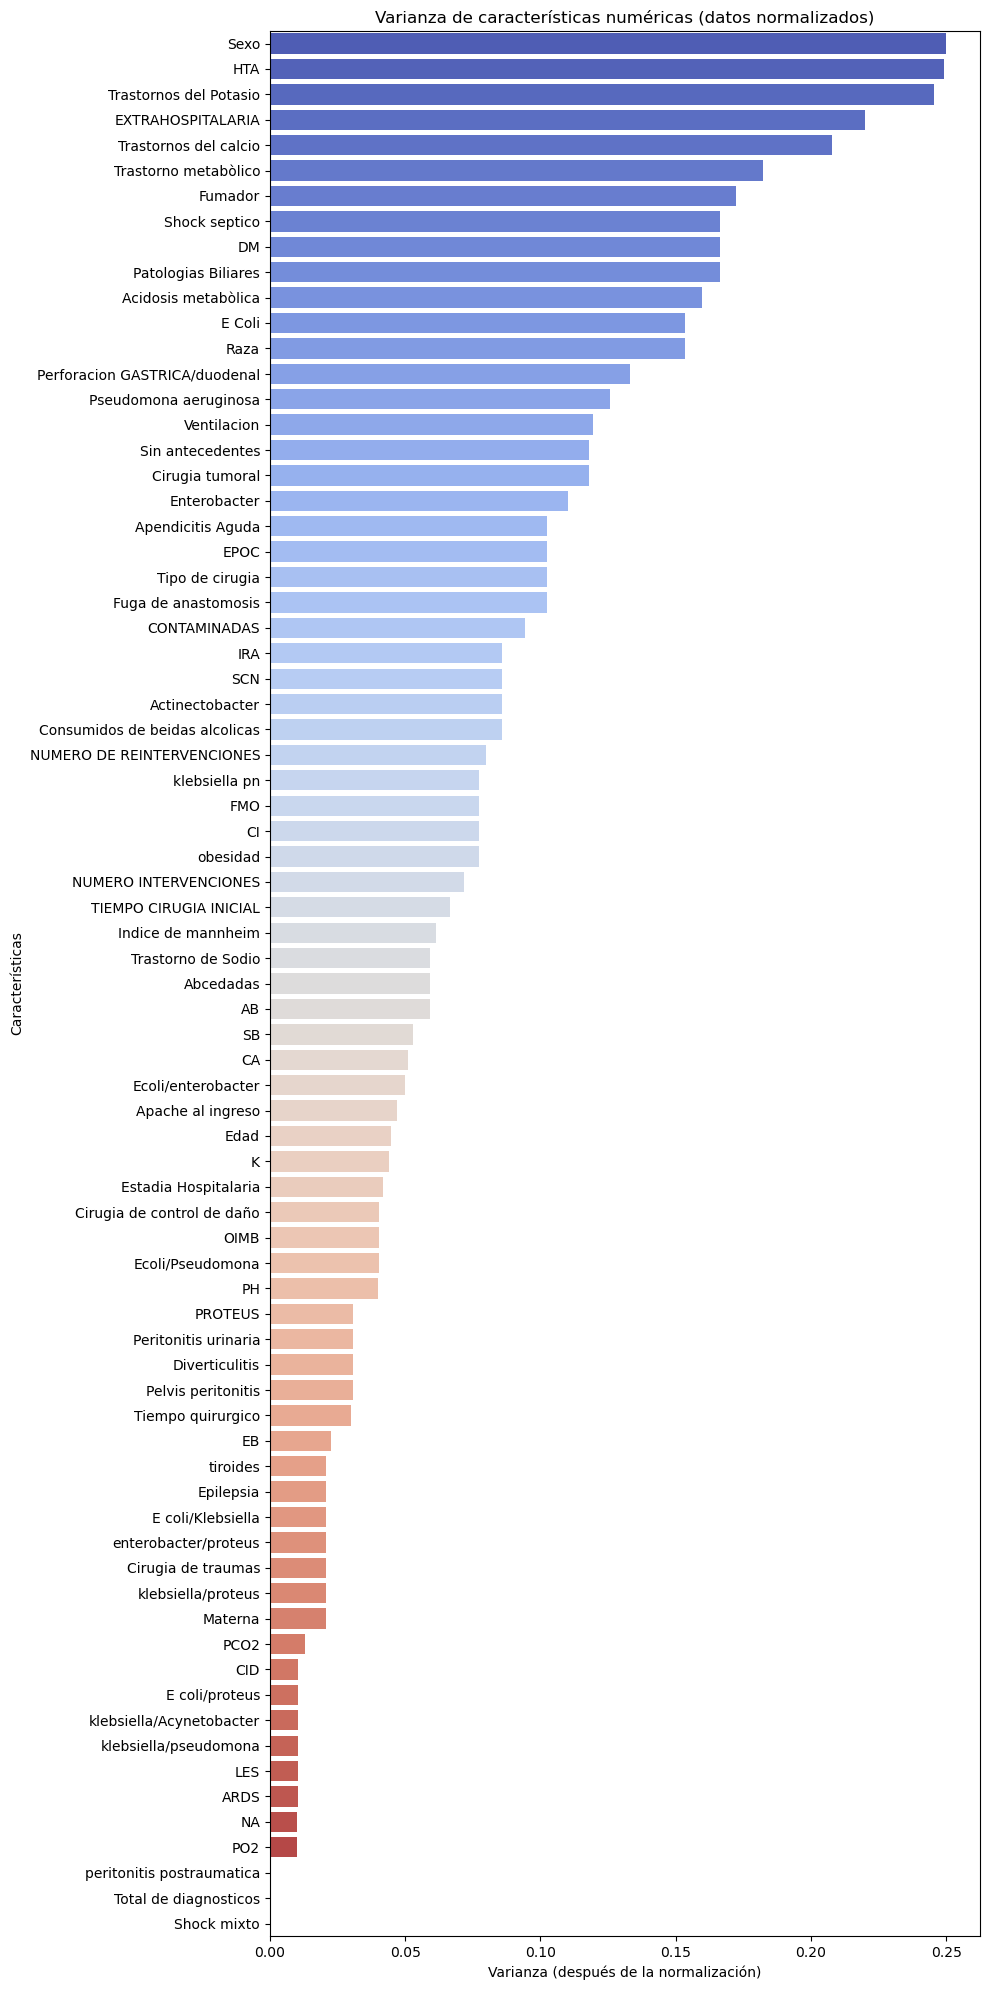 Varianza de características numéricas (datos normalizados)
Sexo
HTA
Trastornos del Potasio
EXTRAHOSPITALARIA
Trastornos del calcio
Trastorno metabòlico
Fumador
Shock septico
DM
Patologias Biliares
Acidosis metabòlica
E Coli
Raza
Perforacion GASTRICA/duodenal
Pseudomona aeruginosa
Ventilacion
Sin antecedentes
Cirugia tumoral
Enterobacter
Apendicitis Aguda
EPOC
Tipo de cirugia
Fuga de anastomosis
CONTAMINADAS
IRA
SCN
Actinectobacter
Consumidos de beidas alcolicas
NUMERO DE REINTERVENCIONES
klebsiella pn
FMO
CI
obesidad
NUMERO INTERVENCIONES
TIEMPO CIRUGIA INICIAL
Indice de mannheim
Trastorno de Sodio
Abcedadas
AB
SB
CA
Ecoli/enterobacter
Apache al ingreso
Edad
K
Estadia Hospitalaria
Cirugia de control de daño
OIMB
Ecoli/Pseudomona
PH
PROTEUS
Peritonitis urinaria
Diverticulitis
Pelvis peritonitis
Tiempo quirurgico
EB
tiroides
Epilepsia
E coli/Klebsiella
enterobacter/proteus
Cirugia de traumas
klebsiella/proteus
Materna
PCO2
CID
E coli/proteus
klebsiella/Acynetobacter
klebsiella/pseudomona
LES
ARDS
NA
PO2
peritonitis postraumatica
Total de diagnosticos
Shock mixto
Características
0.00 0.05 0.10 0.15 0.20 0.25
Varianza (después de la normalización)